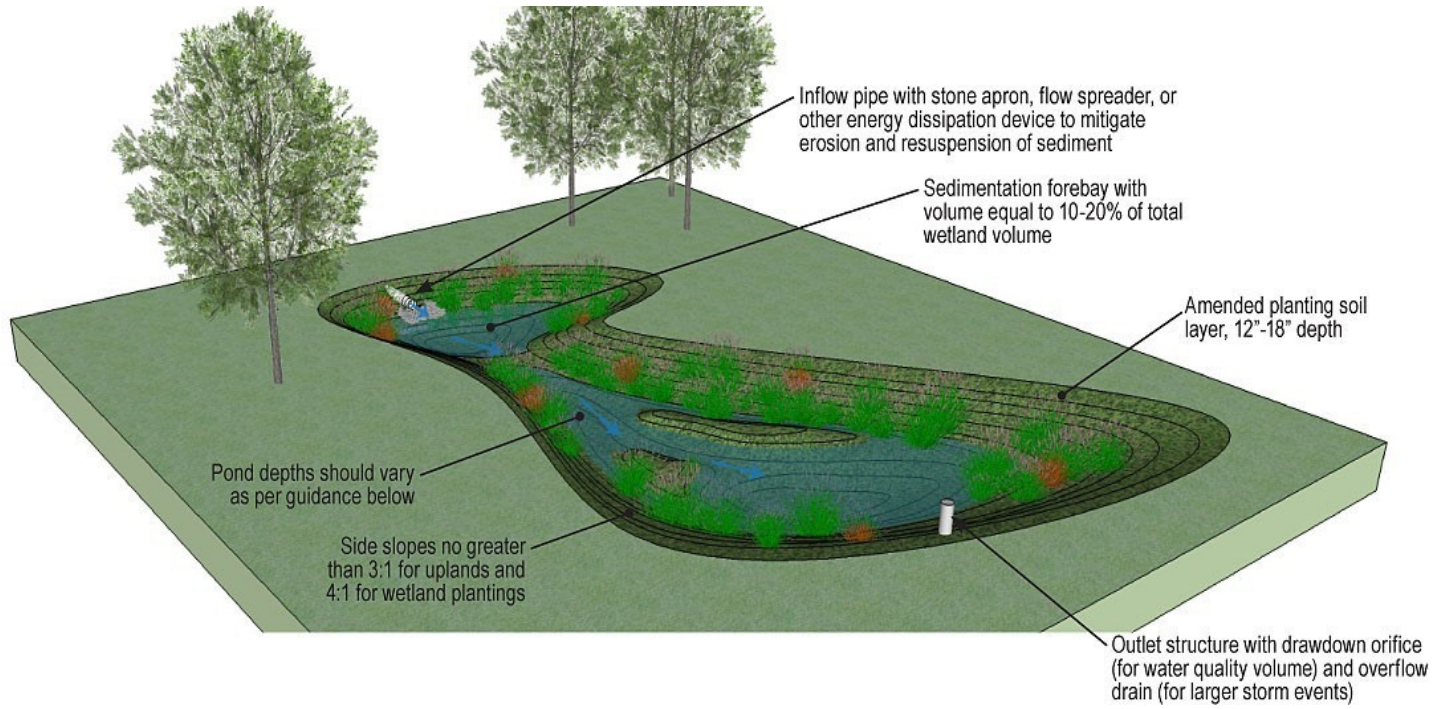 Inflow pipe with stone apron, flow spreader, or
other energy dissipation device to mitigate
erosion and resuspension of sediment
Sedimentation forebay with
volume equal to 10-20% of total
wetland volume
Amended planting soil
layer, 12”-18” depth
Pond depths should vary
as per guidance below
Side slopes no greater
than 3:1 for uplands and
4:1 for wetland plantings
Outlet structure with drawdown orifice
(for water quality volume) and overflow
drain (for larger storm events)